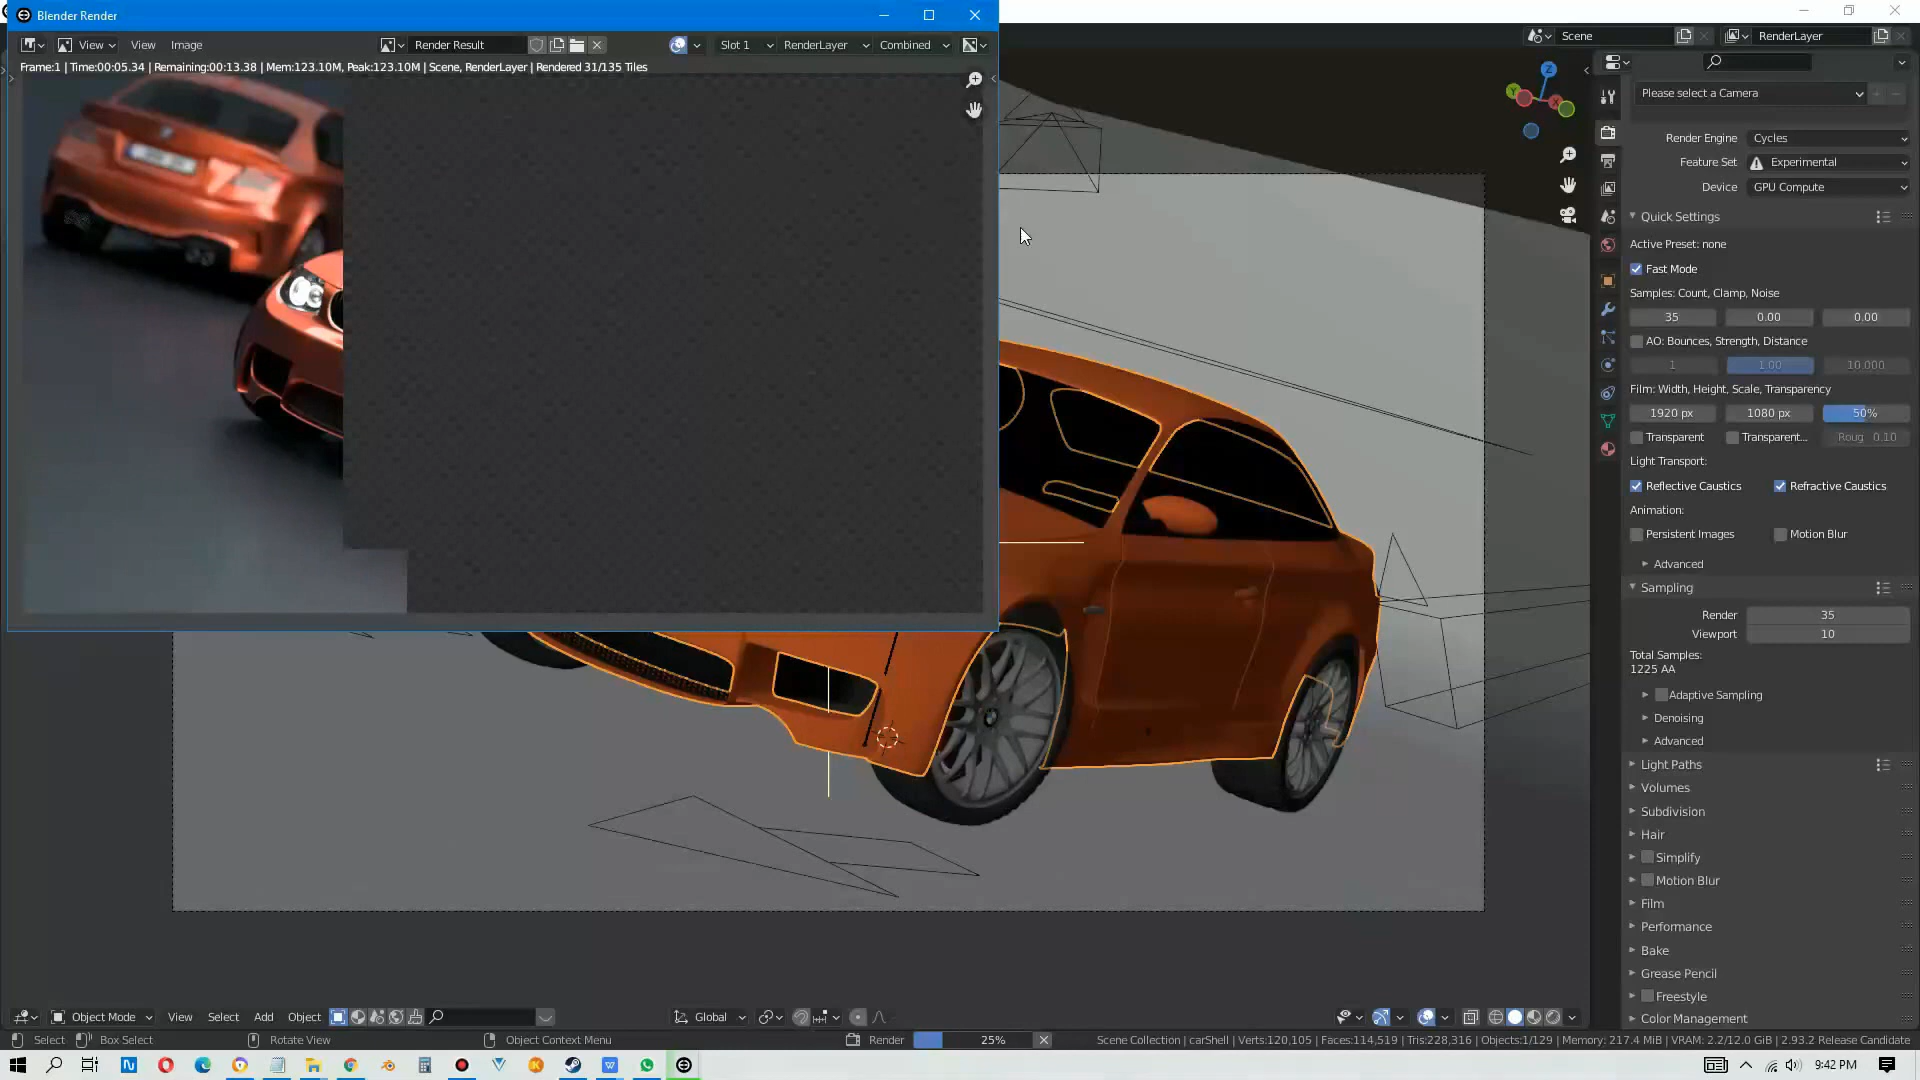 Blender Render
View
View
Image
Render Result
Slot 1
RenderLayer
Combined
Frame:1 | Time:00:05.34 | Remaining:00:13.38 | Mem:123.10M, Peak:123.10M | Scene, RenderLayer | Rendered 31/135 Tiles
Scene
RenderLayer
Please select a Camera
Render Engine Cycles
Feature Set Experimental
Device GPU Compute
Quick Settings
Active Preset: none
Fast Mode
Samples: Count, Clamp, Noise
35 0.00 0.00
AO: Bounces, Strength, Distance
1 1.00 10.000
Film: Width, Height, Scale, Transparency
1920 px 1080 px 50%
Transparent Transparent... Roug 0.10
Light Transport:
Reflective Caustics Refractive Caustics
Animation:
Persistent Images Motion Blur
Advanced
Sampling
Render 35
Viewport 10
Total Samples:
1225 AA
Adaptive Sampling
Denoising
Advanced
Light Paths
Volumes
Subdivision
Hair
Simplify
Motion Blur
Film
Performance
Bake
Grease Pencil
Freestyle
Color Management
Object Mode View Select Add Object Global
Select Box Select Rotate View Object Context Menu Render 25% Scene Collection | carShell | Verts:120,105 | Faces:114,519 | Tris:228,316 | Objects:1/129 | Memory: 217.4 MiB | VRAM: 2.2/12.0 GiB | 2.93.2 Release Candidate
9:42 PM